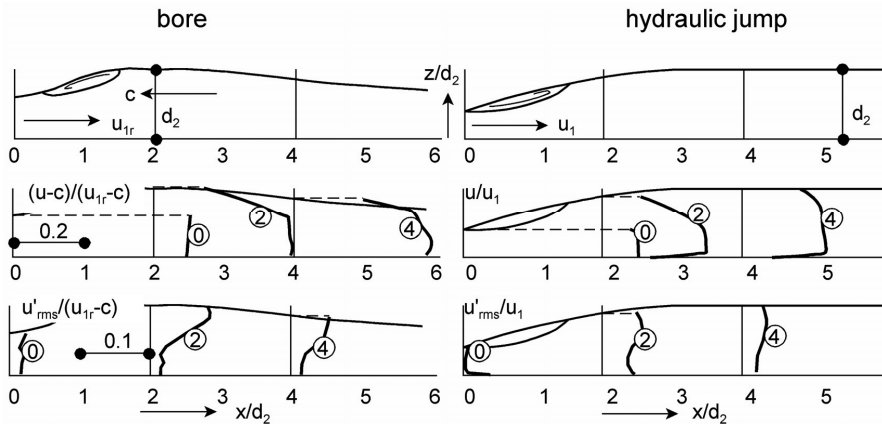 bore
hydraulic jump
z/d₂
c
u₁ᵣ
d₂
u₁
d₂
0 1 2 3 4 5 6
0 1 2 3 4 5
(u-c)/(u₁ᵣ-c)
u/u₁
0
2
4
0
2
4
0.2
0 1 2 3 4 5 6
0 1 2 3 4 5
u'rms/(u₁ᵣ-c)
u'rms/u₁
0
0.1
2
4
0
2
4
0 1 2 3 4 5 6
0 1 2 3 4 5
x/d₂
x/d₂